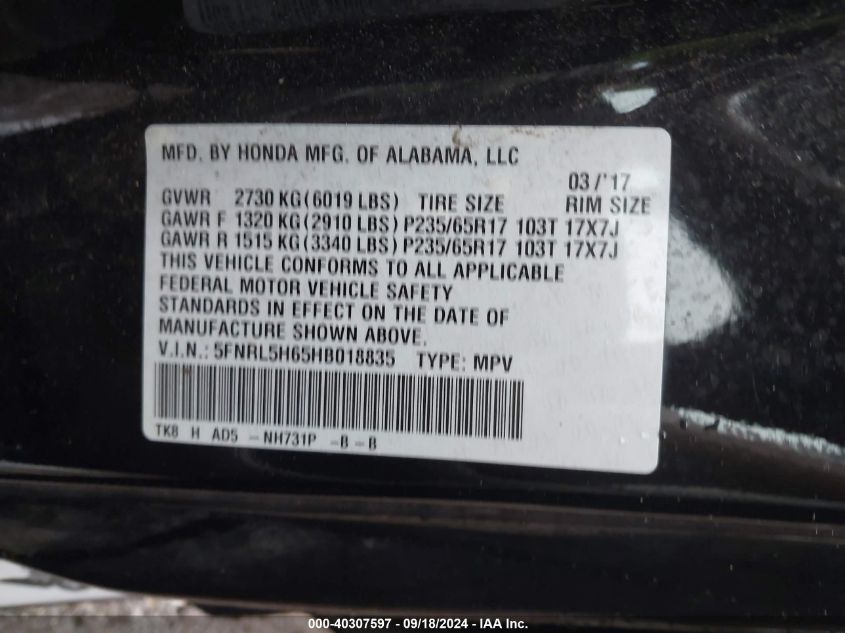 MFD. BY HONDA MFG. OF ALABAMA, LLC
03/'17
GVWR 2730 KG(6019 LBS) TIRE SIZE RIM SIZE
GAWR F 1320 KG(2910 LBS) P235/65R17 103T 17X7J
GAWR R 1515 KG(3340 LBS) P235/65R17 103T 17X7J
THIS VEHICLE CONFORMS TO ALL APPLICABLE
FEDERAL MOTOR VEHICLE SAFETY
STANDARDS IN EFFECT ON THE DATE OF
MANUFACTURE SHOWN ABOVE.
V.I.N.: 5FNRL5H65HB018835 TYPE: MPV
TK8 H AD5 -NH731P -B-B
000-40307597 - 09/18/2024 - IAA Inc.